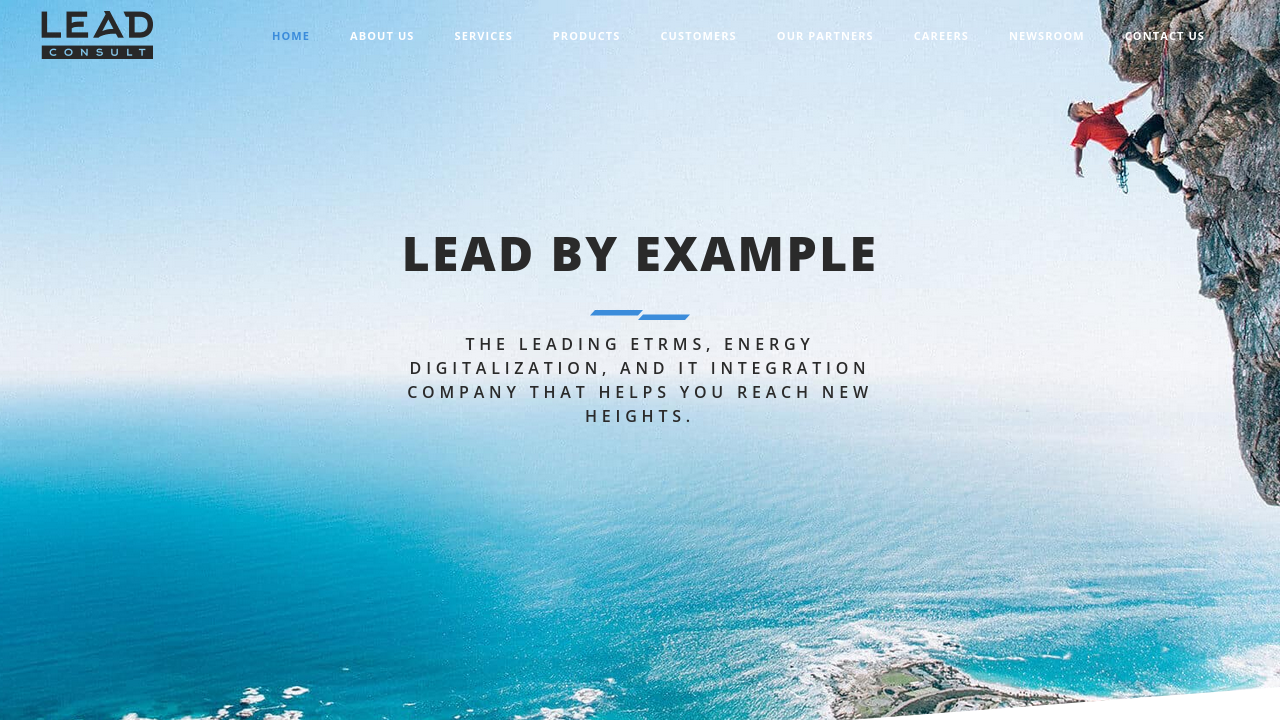 LEAD
CONSULT
HOME ABOUT US SERVICES PRODUCTS CUSTOMERS OUR PARTNERS CAREERS NEWSROOM CONTACT US
LEAD BY EXAMPLE
THE LEADING ETRMS, ENERGY
DIGITALIZATION, AND IT INTEGRATION
COMPANY THAT HELPS YOU REACH NEW
HEIGHTS.